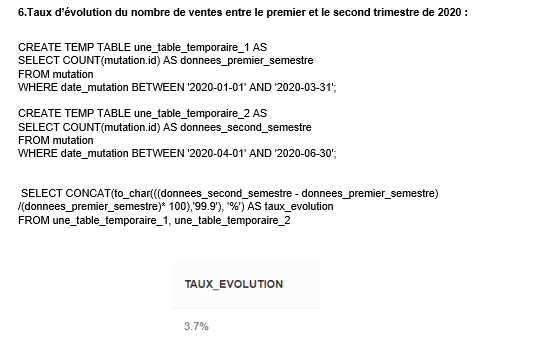 6.Taux d'évolution du nombre de ventes entre le premier et le second trimestre de 2020 :
CREATE TEMP TABLE une_table_temporaire_1 AS
SELECT COUNT(mutation.id) AS donnees_premier_semestre
FROM mutation
WHERE date_mutation BETWEEN '2020-01-01' AND '2020-03-31';
CREATE TEMP TABLE une_table_temporaire_2 AS
SELECT COUNT(mutation.id) AS donnees_second_semestre
FROM mutation
WHERE date_mutation BETWEEN '2020-04-01' AND '2020-06-30';
SELECT CONCAT(to_char(((donnees_second_semestre - donnees_premier_semestre)
/(donnees_premier_semestre)* 100),'99.9'), '%') AS taux_evolution
FROM une_table_temporaire_1, une_table_temporaire_2
TAUX_EVOLUTION
3.7%